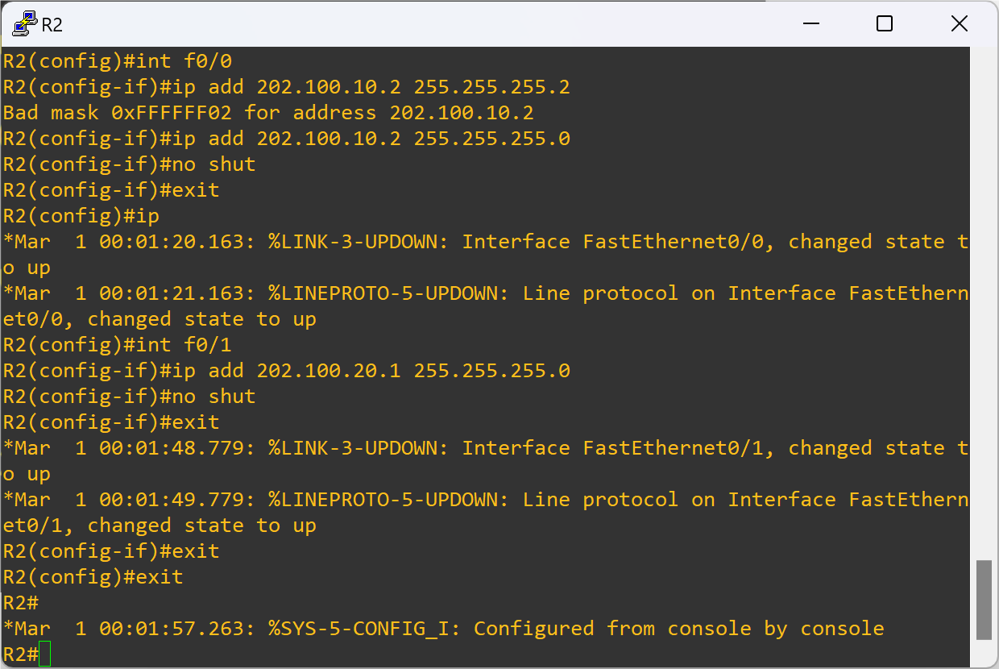 R2
R2(config)#int f0/0
R2(config-if)#ip add 202.100.10.2 255.255.255.2
Bad mask 0xFFFFFF02 for address 202.100.10.2
R2(config-if)#ip add 202.100.10.2 255.255.255.0
R2(config-if)#no shut
R2(config-if)#exit
R2(config)#ip
*Mar  1 00:01:20.163: %LINK-3-UPDOWN: Interface FastEthernet0/0, changed state t
o up
*Mar  1 00:01:21.163: %LINEPROTO-5-UPDOWN: Line protocol on Interface FastEthern
et0/0, changed state to up
R2(config)#int f0/1
R2(config-if)#ip add 202.100.20.1 255.255.255.0
R2(config-if)#no shut
R2(config-if)#exit
*Mar  1 00:01:48.779: %LINK-3-UPDOWN: Interface FastEthernet0/1, changed state t
o up
*Mar  1 00:01:49.779: %LINEPROTO-5-UPDOWN: Line protocol on Interface FastEthern
et0/1, changed state to up
R2(config-if)#exit
R2(config)#exit
R2#
*Mar  1 00:01:57.263: %SYS-5-CONFIG_I: Configured from console by console
R2#